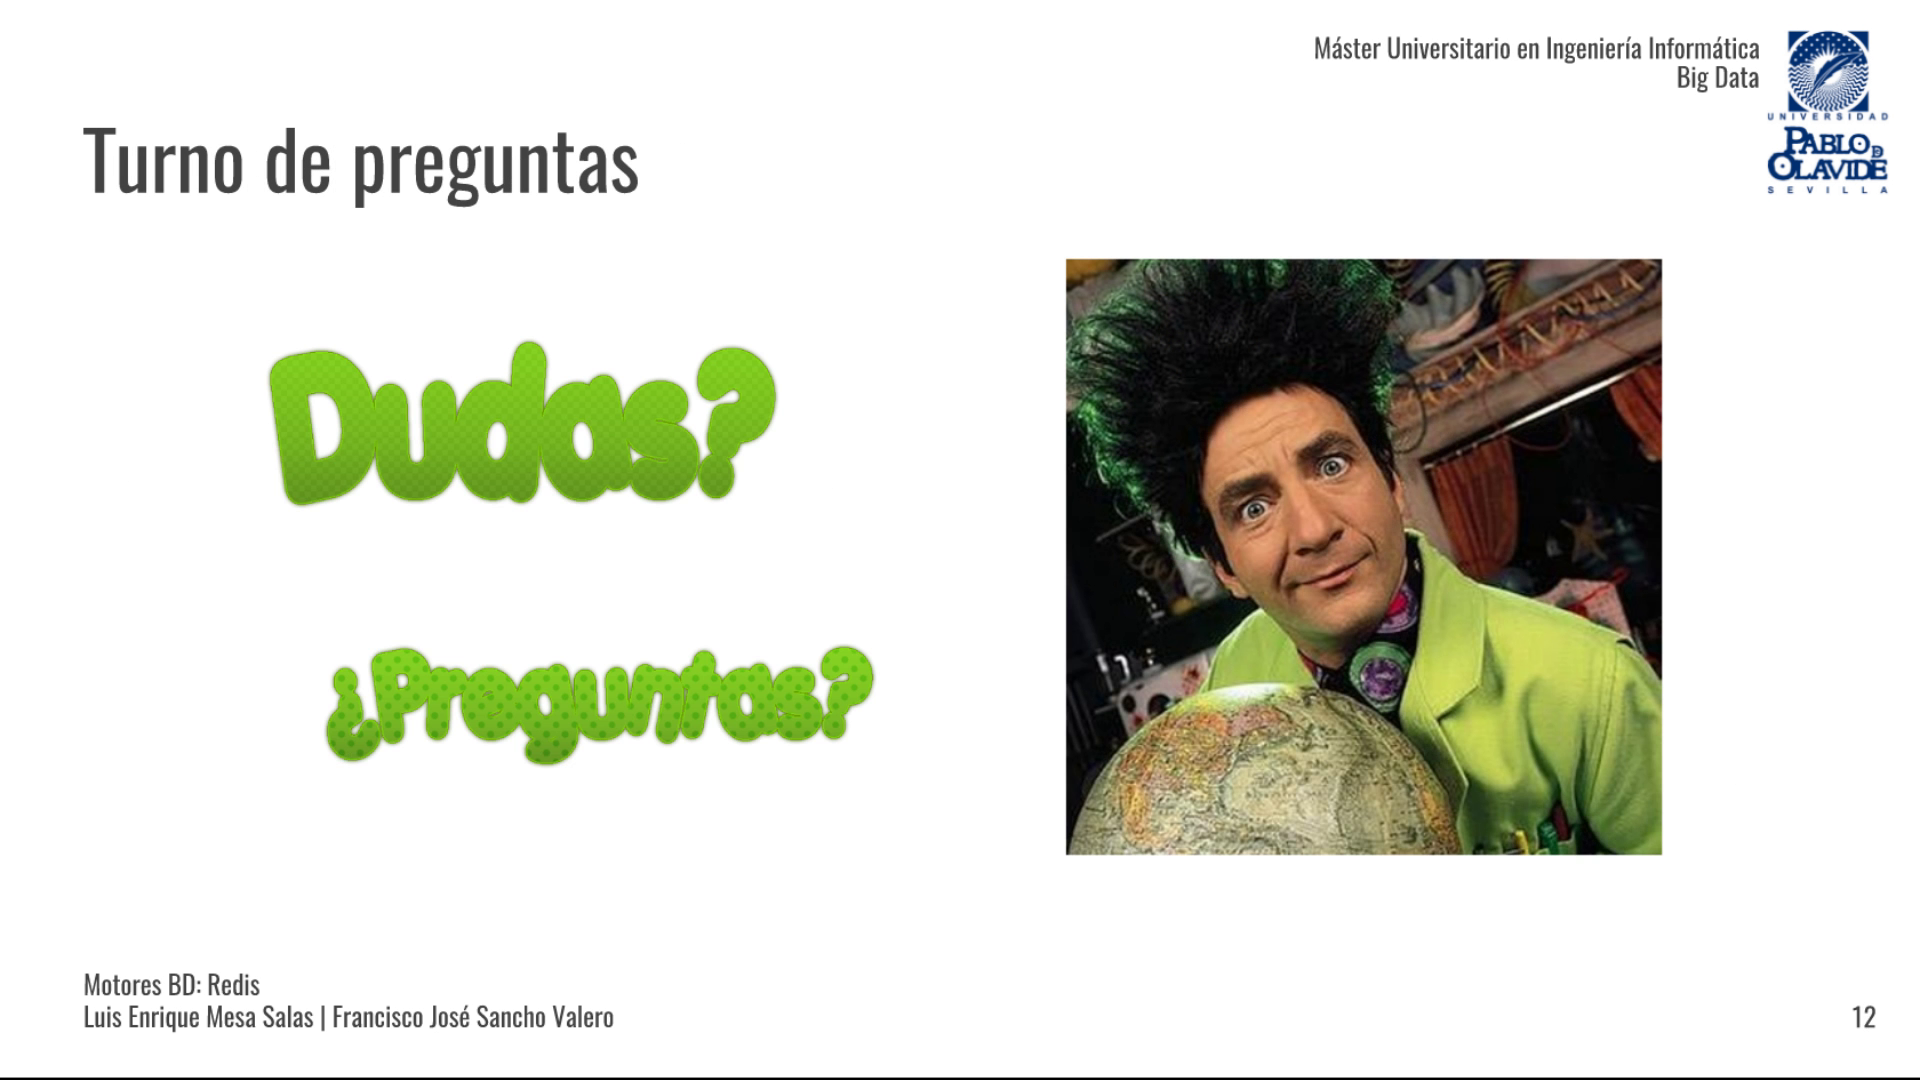 Máster Universitario en Ingeniería Informática
Big Data
UNIVERSIDAD
PABLO DE
OLAVIDE
SEVILLA
Turno de preguntas
Dudas?
¿Preguntas?
Motores BD: Redis
Luis Enrique Mesa Salas | Francisco José Sancho Valero
12